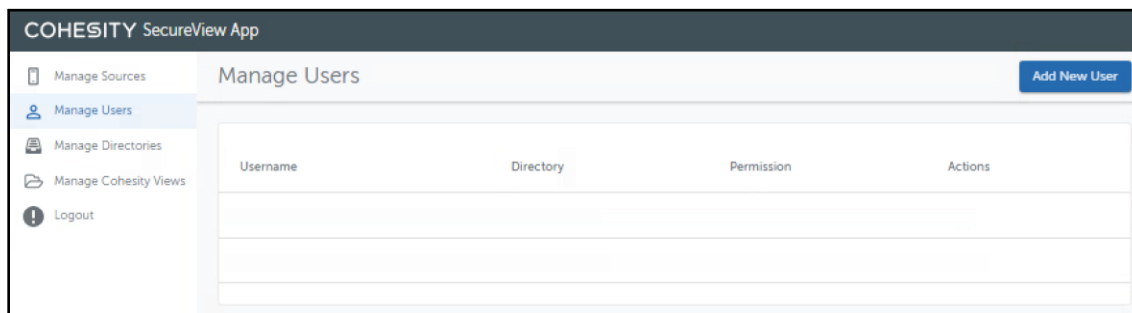 COHESITY SecureView App
Manage Sources
Manage Users
Manage Directories
Manage Cohesity Views
Logout
Manage Users
Add New User
Username Directory Permission Actions